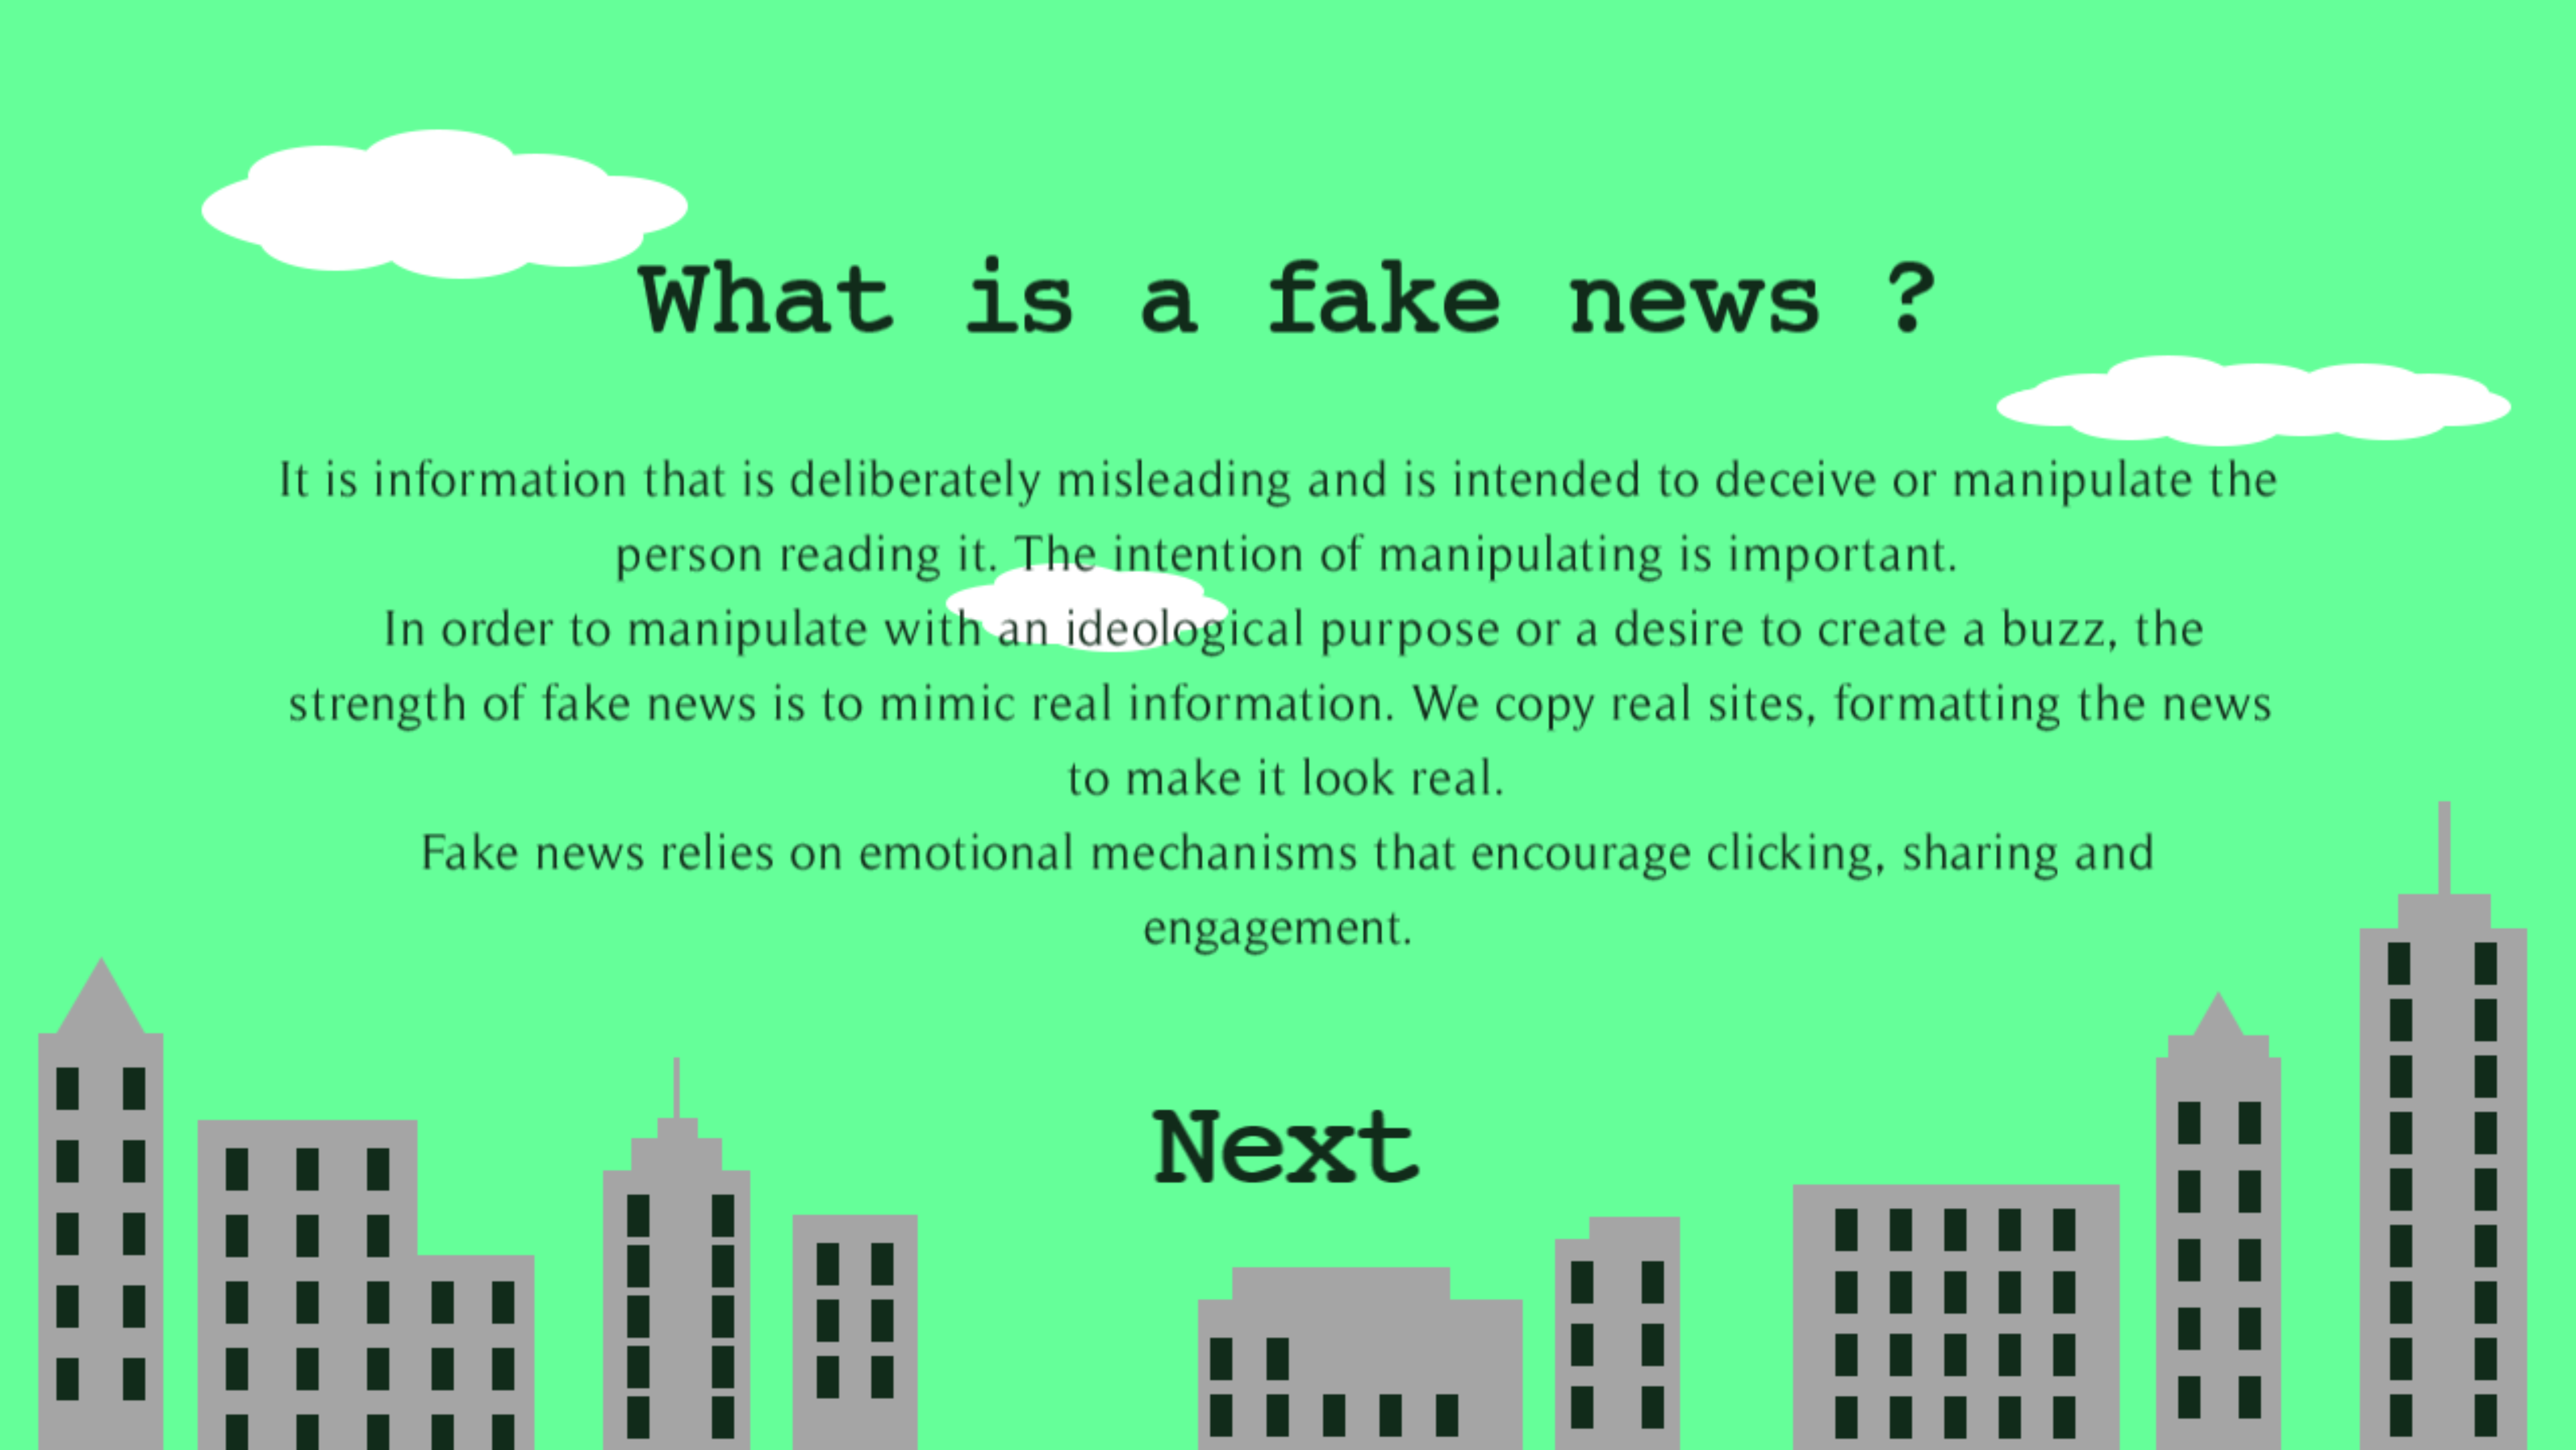 What is a fake news ?
It is information that is deliberately misleading and is intended to deceive or manipulate the
person reading it. The intention of manipulating is important.
In order to manipulate with an ideological purpose or a desire to create a buzz, the
strength of fake news is to mimic real information. We copy real sites, formatting the news
to make it look real.
Fake news relies on emotional mechanisms that encourage clicking, sharing and
engagement.
Next